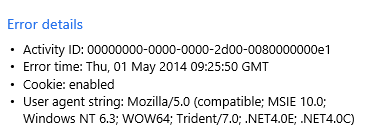 Error details
• Activity ID: 00000000-0000-0000-2d00-0080000000e1
• Error time: Thu, 01 May 2014 09:25:50 GMT
• Cookie: enabled
• User agent string: Mozilla/5.0 (compatible; MSIE 10.0;
Windows NT 6.3; WOW64; Trident/7.0; .NET4.0E; .NET4.0C)